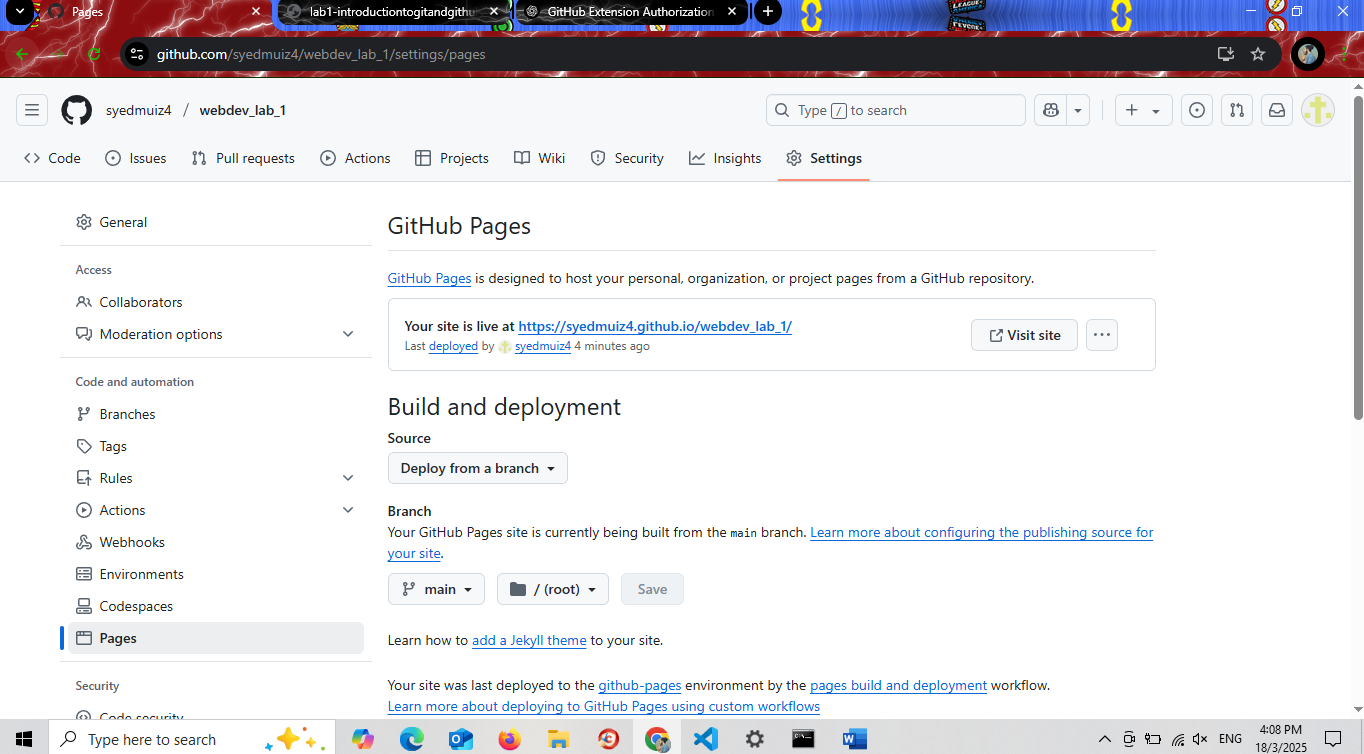 Pages
lab1-introductiontogitandgithu
GitHub Extension Authorization
github.com/syedmuiz4/webdev_lab_1/settings/pages
syedmuiz4 / webdev_lab_1
Type / to search
Code Issues Pull requests Actions Projects Wiki Security Insights Settings
General
Access
Collaborators
Moderation options
Code and automation
Branches
Tags
Rules
Actions
Webhooks
Environments
Codespaces
Pages
Security
Code security
GitHub Pages
GitHub Pages is designed to host your personal, organization, or project pages from a GitHub repository.
Your site is live at https://syedmuiz4.github.io/webdev_lab_1/
Last deployed by syedmuiz4 4 minutes ago
Visit site
Build and deployment
Source
Deploy from a branch
Branch
Your GitHub Pages site is currently being built from the main branch. Learn more about configuring the publishing source for
your site.
main / (root) Save
Learn how to add a Jekyll theme to your site.
Your site was last deployed to the github-pages environment by the pages build and deployment workflow.
Learn more about deploying to GitHub Pages using custom workflows
Type here to search
ENG
4:08 PM
18/3/2025